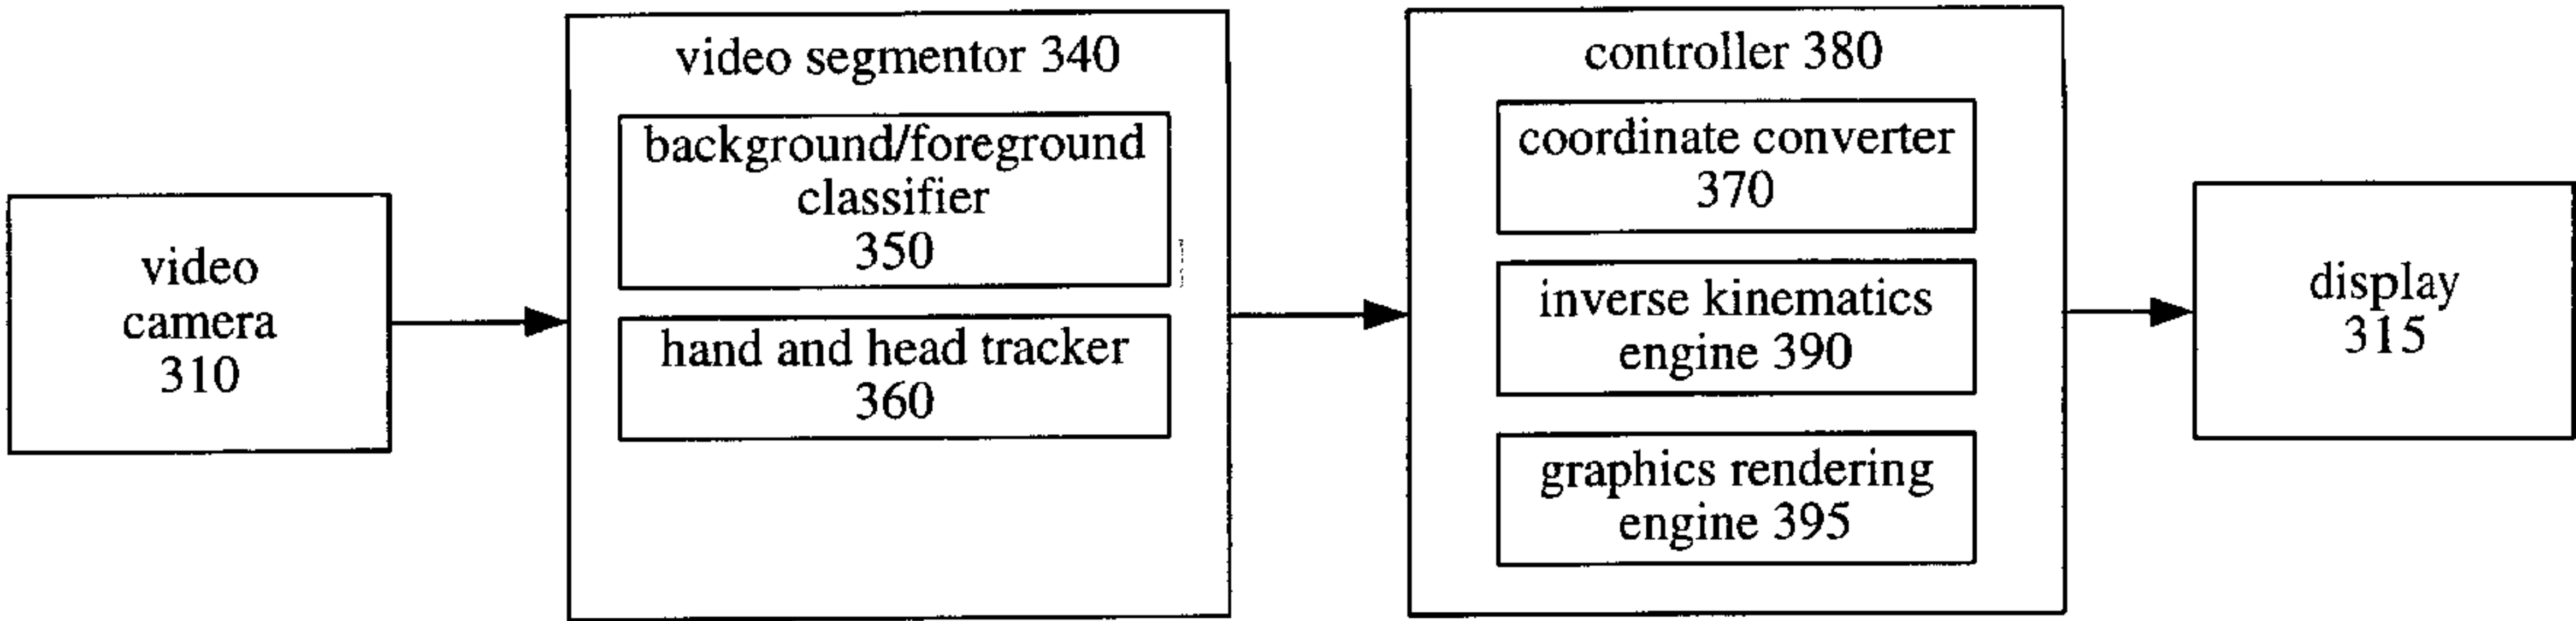 video
camera
310
video segmentor 340
background/foreground
classifier
350
hand and head tracker
360
controller 380
coordinate converter
370
inverse kinematics
engine 390
graphics rendering
engine 395
display
315